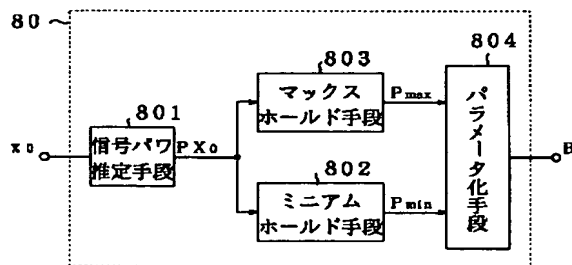 80
803
マックス
ホールド手段
Pmax
804
パラメータ化手段
801
信号パワ
推定手段
x0
PX0
B
802
ミニアム
ホールド手段
Pmin